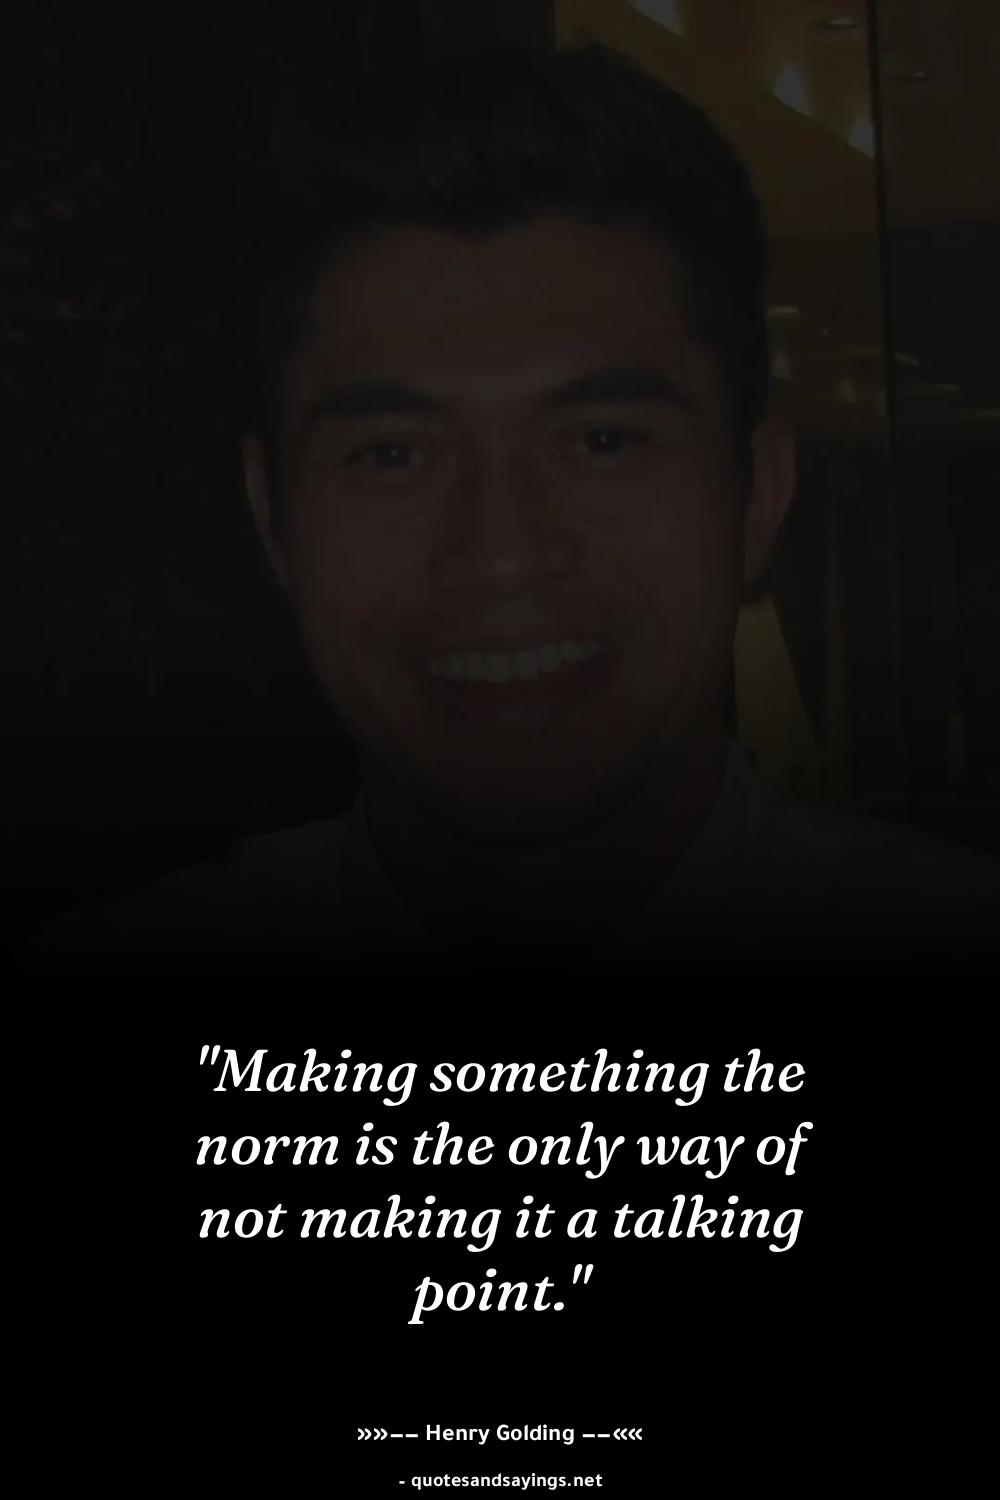 "Making something the
norm is the only way of
not making it a talking
point."
»»–– Henry Golding ––««
- quotesandsayings.net